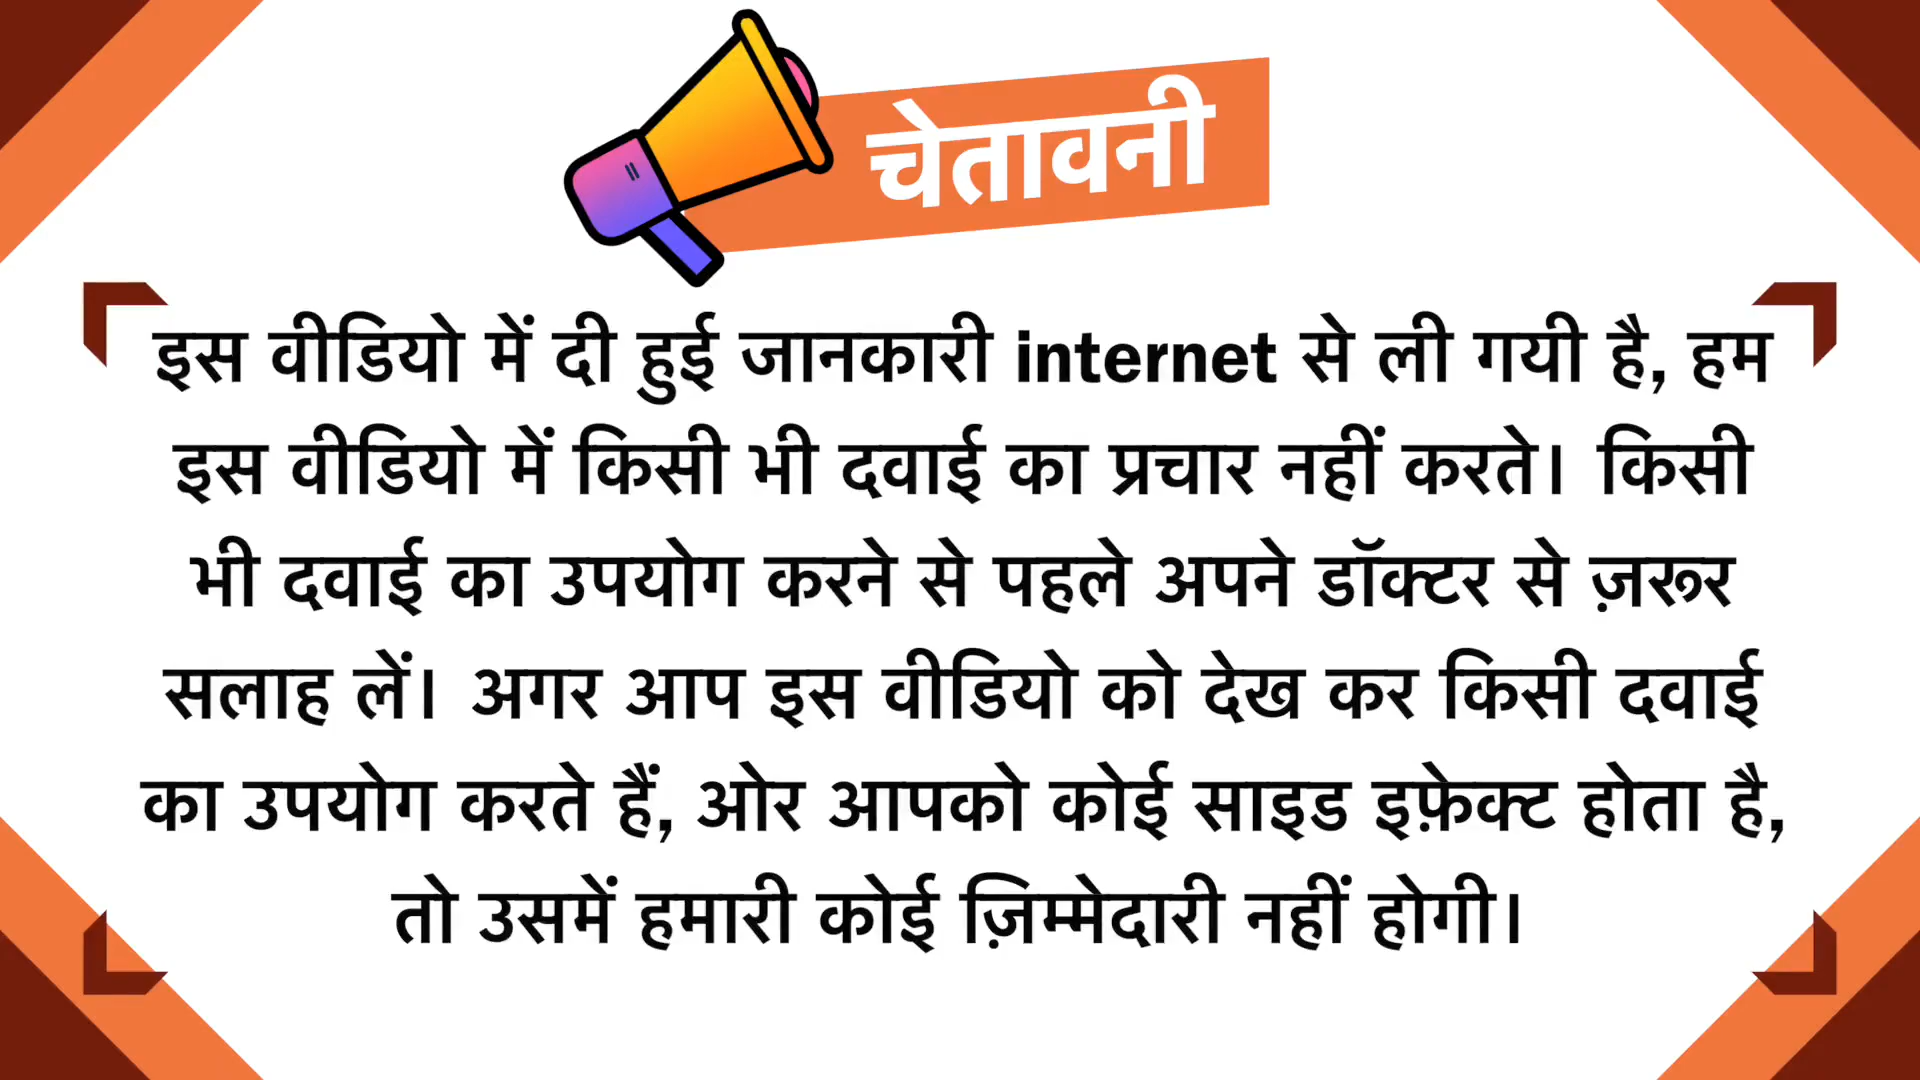 चेतावनी
इस वीडियो में दी हुई जानकारी internet से ली गयी है, हम
इस वीडियो में किसी भी दवाई का प्रचार नहीं करते। किसी
भी दवाई का उपयोग करने से पहले अपने डॉक्टर से ज़रूर
सलाह लें। अगर आप इस वीडियो को देख कर किसी दवाई
का उपयोग करते हैं, ओर आपको कोई साइड इफ़ेक्ट होता है,
तो उसमें हमारी कोई ज़िम्मेदारी नहीं होगी।